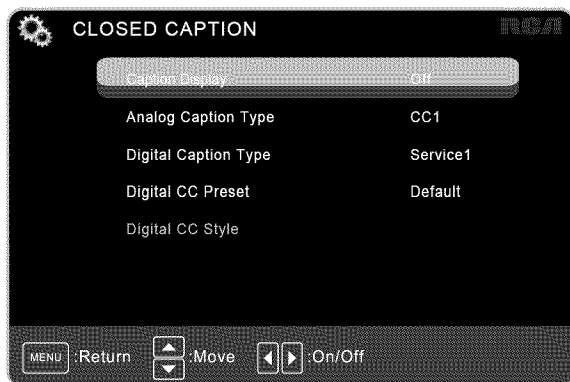 CLOSED CAPTION RCA
Caption Display Off
Analog Caption Type CC1
Digital Caption Type Service1
Digital CC Preset Default
Digital CC Style
MENU :Return :Move :On/Off